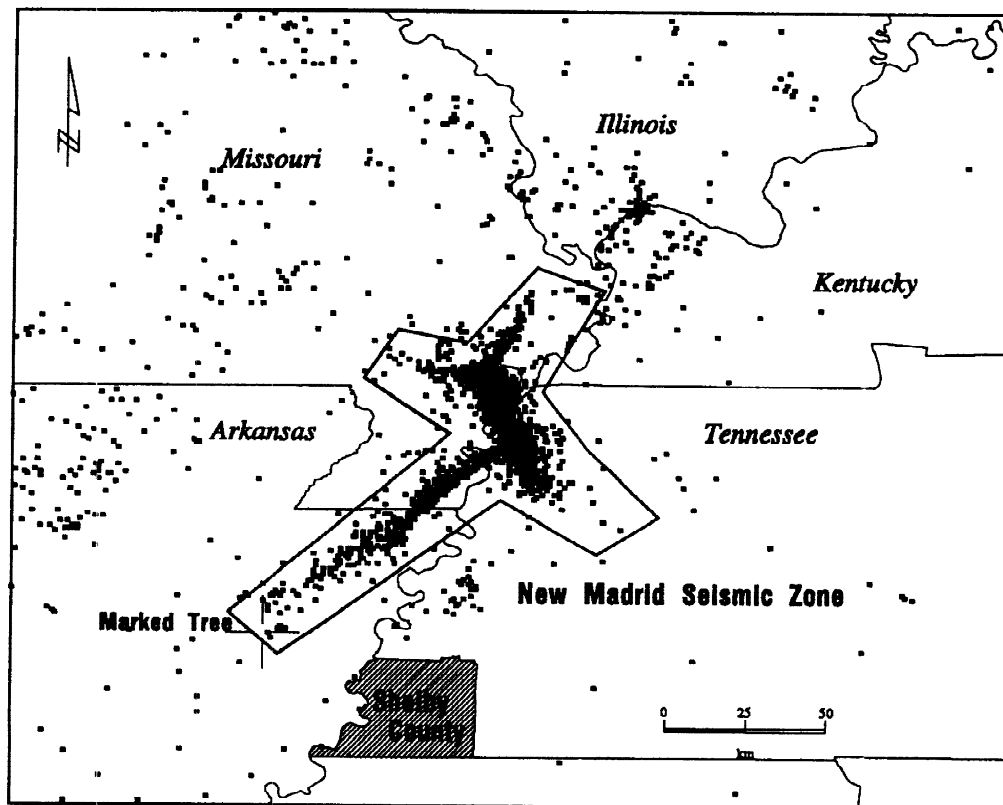 Illinois
Missouri
Kentucky
Arkansas
Tennessee
New Madrid Seismic Zone
Marked Tree
Shelby
County
0 25 50
km